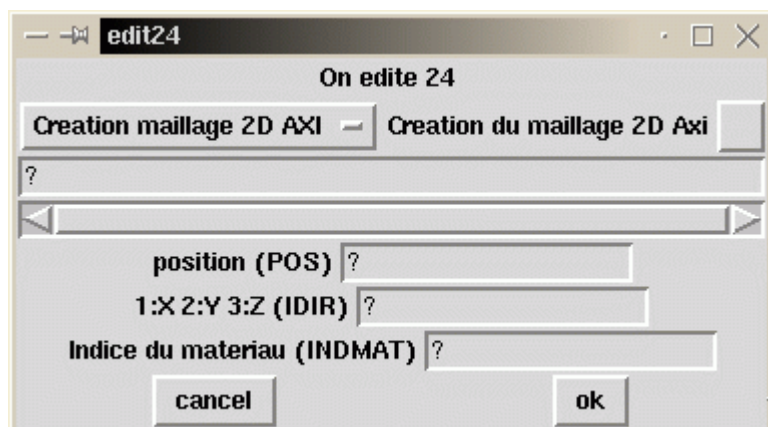 edit24
On edite 24
Creation maillage 2D AXI Creation du maillage 2D Axi
?
position (POS) ?
1:X 2:Y 3:Z (IDIR) ?
Indice du materiau (INDMAT) ?
cancel ok